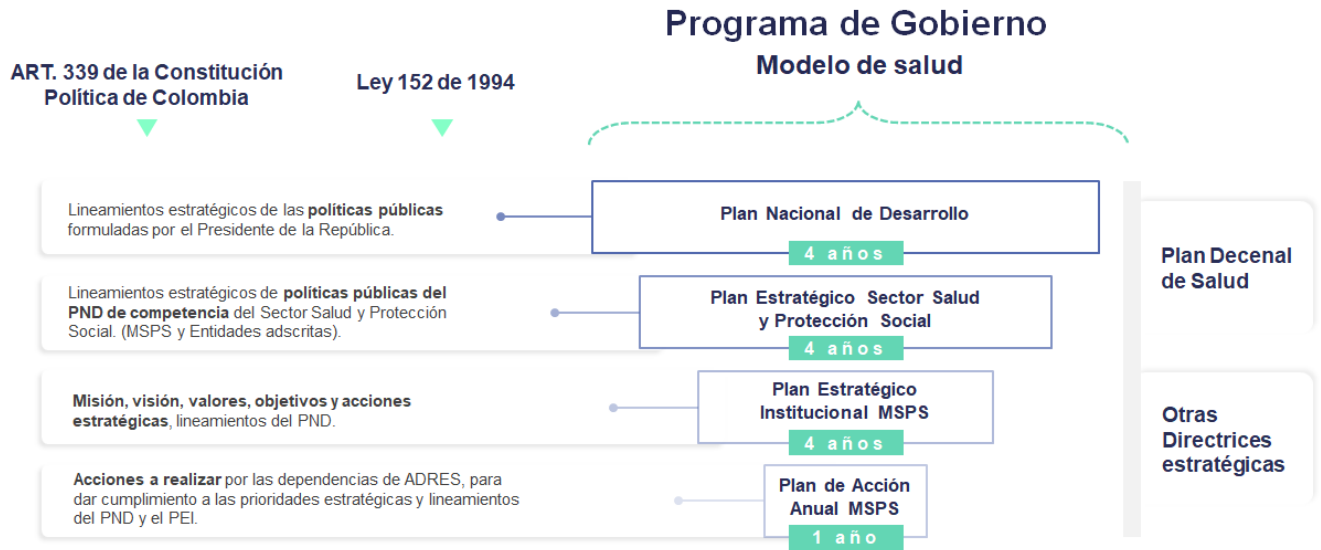 Programa de Gobierno
Modelo de salud
ART. 339 de la Constitución
Política de Colombia
Ley 152 de 1994
Lineamientos estratégicos de las políticas públicas
formuladas por el Presidente de la República.
Plan Nacional de Desarrollo
4 años
Lineamientos estratégicos de políticas públicas del
PND de competencia del Sector Salud y Protección
Social. (MSPS y Entidades adscritas).
Plan Estratégico Sector Salud
y Protección Social
4 años
Misión, visión, valores, objetivos y acciones
estratégicas, lineamientos del PND.
Plan Estratégico
Institucional MSPS
4 años
Acciones a realizar por las dependencias de ADRES, para
dar cumplimiento a las prioridades estratégicas y lineamientos
del PND y el PEI.
Plan de Acción
Anual MSPS
1 año
Plan Decenal
de Salud
Otras
Directrices
estratégicas